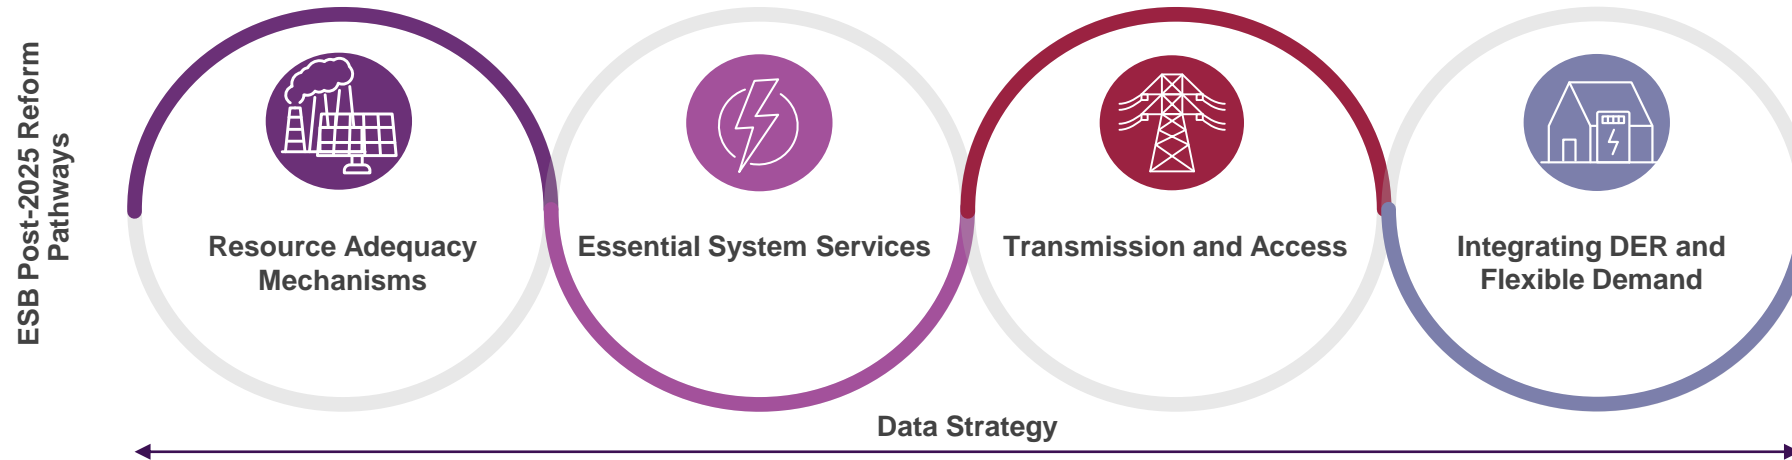 ESB Post-2025 Reform
Pathways
Resource Adequacy
Mechanisms
Essential System Services
Transmission and Access
Integrating DER and
Flexible Demand
Data Strategy